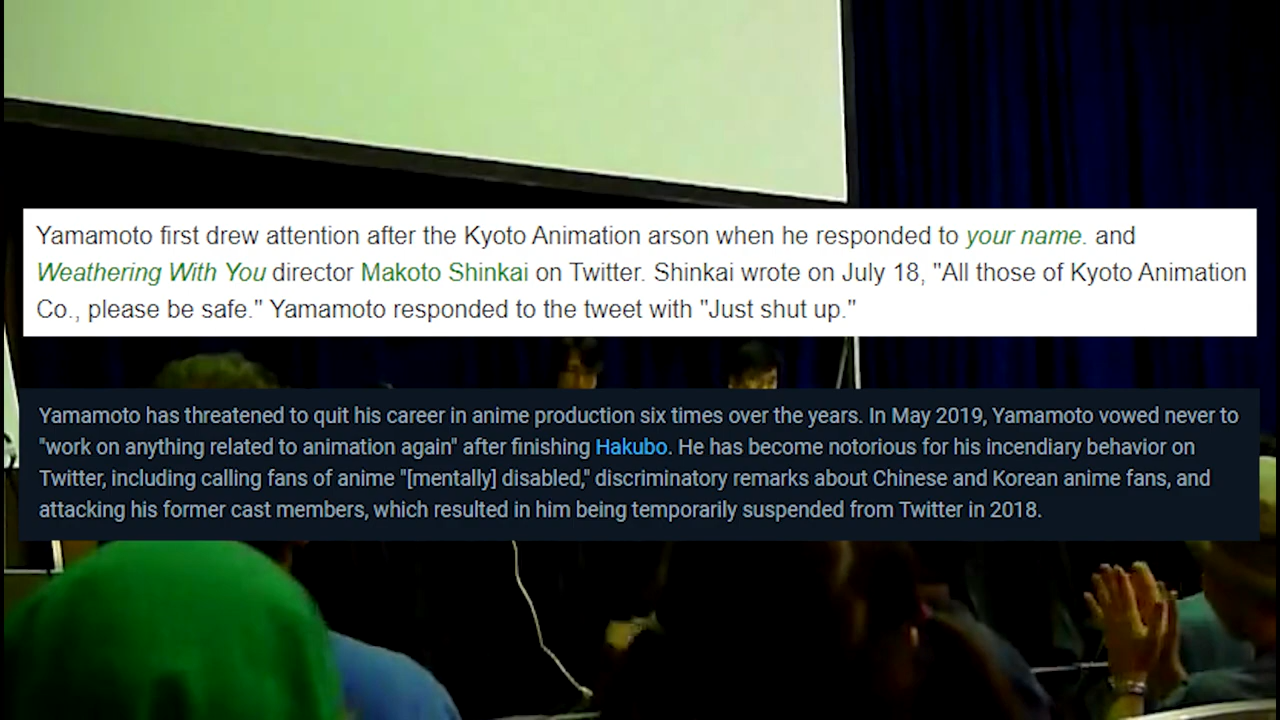 Yamamoto first drew attention after the Kyoto Animation arson when he responded to your name. and
Weathering With You director Makoto Shinkai on Twitter. Shinkai wrote on July 18, "All those of Kyoto Animation
Co., please be safe." Yamamoto responded to the tweet with "Just shut up."
Yamamoto has threatened to quit his career in anime production six times over the years. In May 2019, Yamamoto vowed never to
"work on anything related to animation again" after finishing Hakubo. He has become notorious for his incendiary behavior on
Twitter, including calling fans of anime "[mentally] disabled," discriminatory remarks about Chinese and Korean anime fans, and
attacking his former cast members, which resulted in him being temporarily suspended from Twitter in 2018.